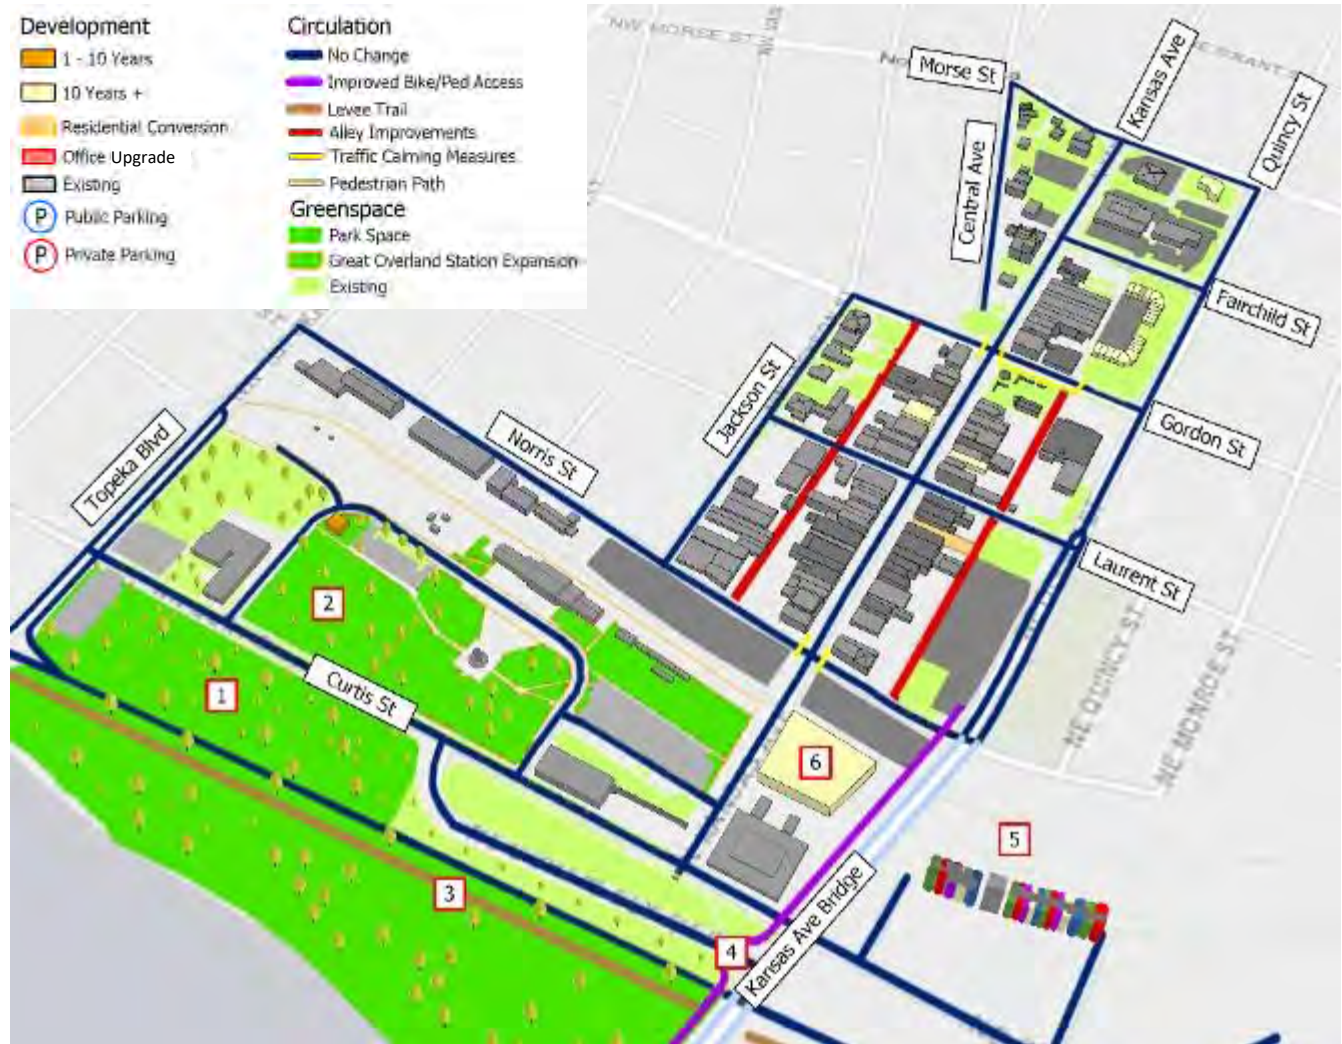 Development
1 - 10 Years
10 Years +
Residential Conversion
Office Upgrade
Existing
P Public Parking
P Private Parking
Circulation
No Change
Improved Bike/Ped Access
Levee Trail
Alley Improvements
Traffic Calming Measures
Pedestrian Path
Greenspace
Park Space
Great Overland Station Expansion
Existing
NW MORSE ST
Morse St
Kansas Ave
Quincy St
Central Ave
Fairchild St
Jackson St
Gordon St
Norris St
Topeka Blvd
Laurent St
2
1
Curtis St
NE QUINCY ST
NE MONROE ST
6
5
3
4
Kansas Ave Bridge